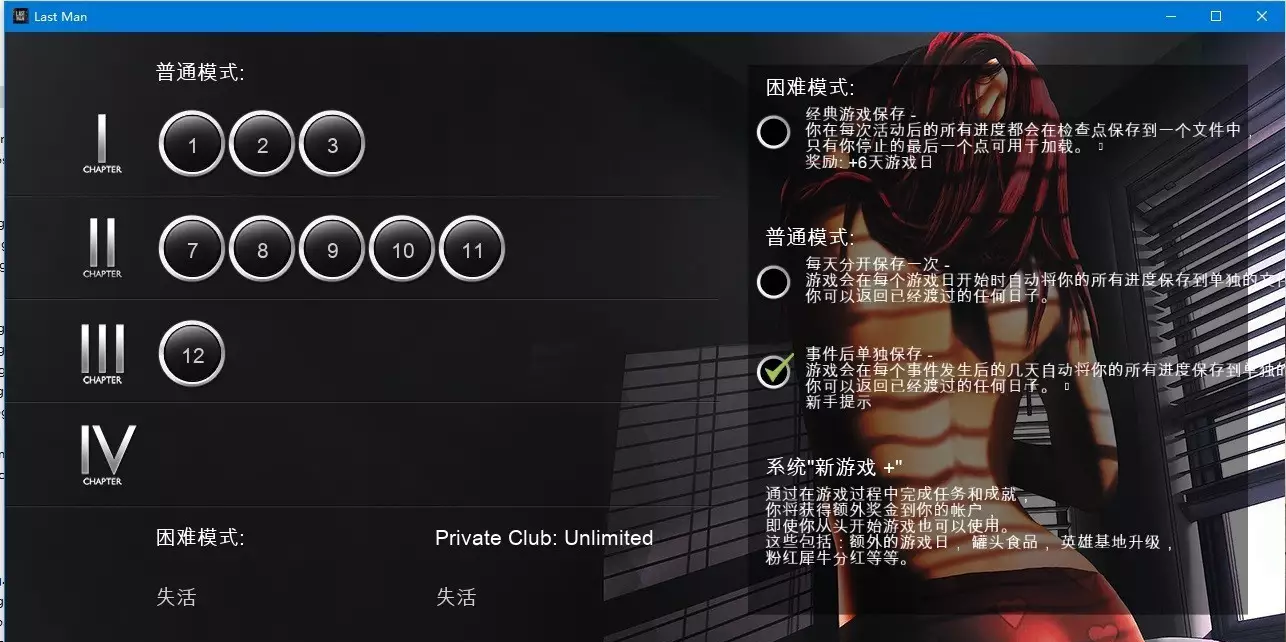 Last Man
普通模式:
I
CHAPTER
1
2
3
II
CHAPTER
7
8
9
10
11
III
CHAPTER
12
IV
CHAPTER
困难模式:
失活
Private Club: Unlimited
失活
困难模式:
经典游戏保存 -
你在每次活动后的所有进度都会在检查点保存到一个文件中，
只有你停止的最后一个点可用于加载。
奖励: +6天游戏日
普通模式:
每天分开保存一次 -
游戏会在每个游戏日开始时自动将你的所有进度保存到单独的文
你可以返回已经渡过的任何日子。
事件后单独保存 -
游戏会在每个事件发生后的几天自动将你的所有进度保存到单独的
你可以返回已经渡过的任何日子。
新手提示
系统"新游戏 +"
通过在游戏过程中完成任务和成就，
你将获得额外奖金到你的帐户，
即使你从头开始游戏也可以使用。
这些包括：额外的游戏日， 罐头食品， 英雄基地升级，
粉红犀牛分红等等。